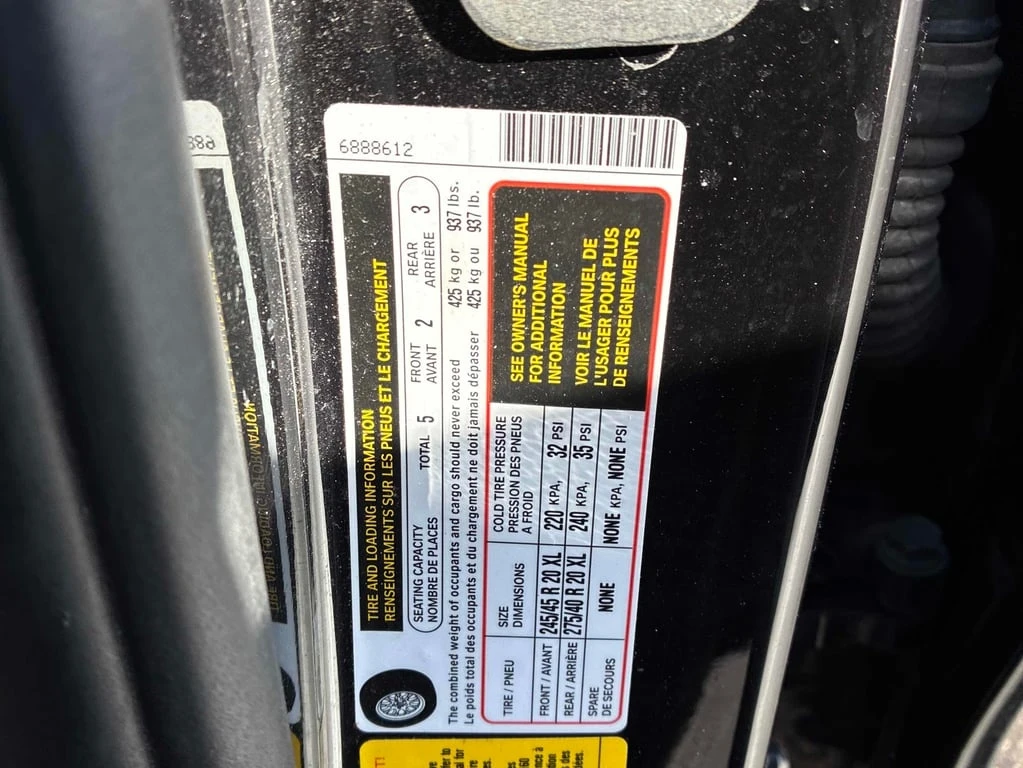 6888612
TIRE AND LOADING INFORMATION
RENSEIGNEMENTS SUR LES PNEUS ET LE CHARGEMENT
SEATING CAPACITY
NOMBRE DE PLACES
TOTAL 5
FRONT
AVANT 2
REAR
ARRIÈRE 3
The combined weight of occupants and cargo should never exceed 425 kg or 937 lbs.
Le poids total des occupants et du chargement ne doit jamais dépasser 425 kg ou 937 lb.
TIRE / PNEU
SIZE
DIMENSIONS
COLD TIRE PRESSURE
PRESSION DES PNEUS
A FROID
FRONT / AVANT 245/45 R 20 XL 220 KPA, 32 PSI
REAR / ARRIÈRE 275/40 R 20 XL 240 KPA, 35 PSI
SPARE
DE SECOURS
NONE
NONE KPA, NONE PSI
SEE OWNER'S MANUAL
FOR ADDITIONAL
INFORMATION
VOIR LE MANUEL DE
L'USAGER POUR PLUS
DE RENSEIGNEMENTS